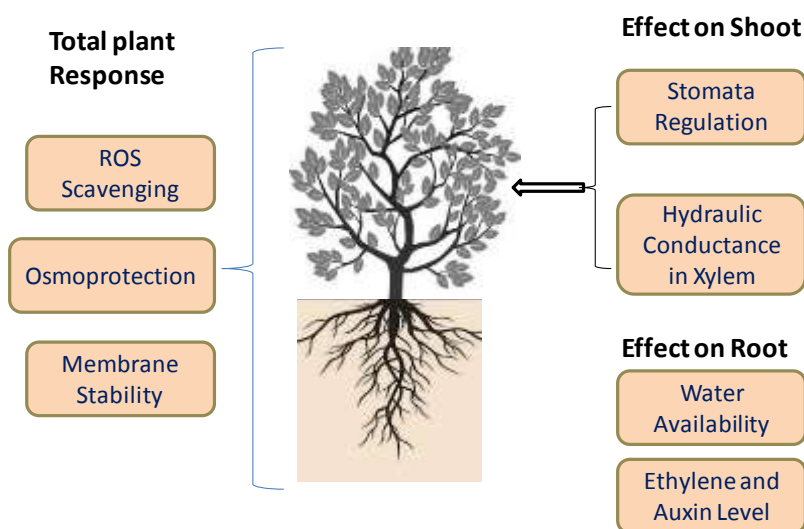 Total plant
Response
ROS
Scavenging
Osmoprotection
Membrane
Stability
Effect on Shoot
Stomata
Regulation
Hydraulic
Conductance
in Xylem
Effect on Root
Water
Availability
Ethylene and
Auxin Level